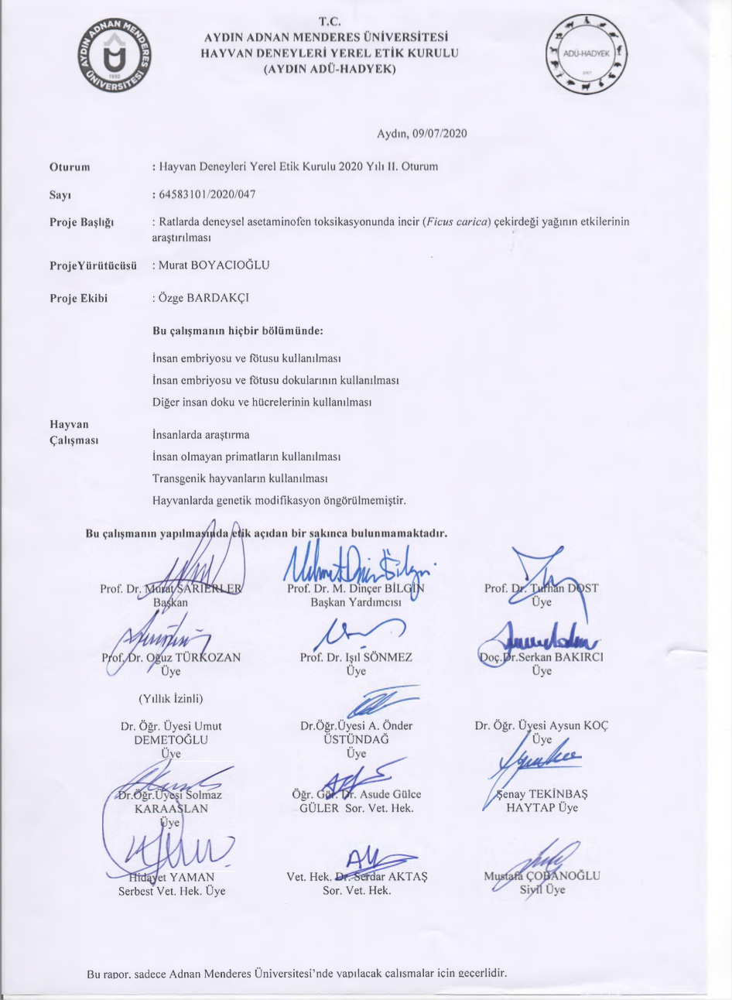 T.C.
AYDIN ADNAN MENDERES ÜNİVERSİTESİ
HAYVAN DENEYLERİ YEREL ETİK KURULU
(AYDIN ADÜ-HADYEK)
AYDIN ADNAN MENDERES ÜNİVERSİTESİ
1992
ADÜ-HADYEK
Aydın, 09/07/2020
Oturum : Hayvan Deneyleri Yerel Etik Kurulu 2020 Yılı II. Oturum
Sayı : 64583101/2020/047
Proje Başlığı : Ratlarda deneysel asetaminofen toksikasyonunda incir (Ficus carica) çekirdeği yağının etkilerinin
araştırılması
ProjeYürütücüsü : Murat BOYACIOĞLU
Proje Ekibi : Özge BARDAKÇI
Bu çalışmanın hiçbir bölümünde:
İnsan embriyosu ve fötusu kullanılması
İnsan embriyosu ve fötusu dokularının kullanılması
Diğer insan doku ve hücrelerinin kullanılması
Hayvan
Çalışması
İnsanlarda araştırma
İnsan olmayan primatların kullanılması
Transgenik hayvanların kullanılması
Hayvanlarda genetik modifikasyon öngörülmemiştir.
Bu çalışmanın yapılmasında etik açıdan bir sakınca bulunmamaktadır.
Mehmet Dinçer Bilgin
Prof. Dr. Murat SARIERLER Prof. Dr. M. Dinçer BİLGİN Prof. Dr. Turhan DOST
Başkan Başkan Yardımcısı Üye
Prof. Dr. Oğuz TÜRKOZAN Prof. Dr. Işıl SÖNMEZ Doç.Dr.Serkan BAKIRCI
Üye Üye Üye
(Yıllık İzinli)
Dr. Öğr. Üyesi Umut Dr.Öğr.Üyesi A. Önder Dr. Öğr. Üyesi Aysun KOÇ
DEMETOĞLU ÜSTÜNDAĞ Üye
Üye Üye
Dr.Öğr.Üyesi Solmaz Öğr. Gör. Dr. Asude Gülce Şenay TEKİNBAŞ
KARAASLAN GÜLER Sor. Vet. Hek. HAYTAP Üye
Üye
Hidayet YAMAN Vet. Hek. Dr. Serdar AKTAŞ Mustafa ÇOBANOĞLU
Serbest Vet. Hek. Üye Sor. Vet. Hek. Sivil Üye
Bu rapor, sadece Adnan Menderes Üniversitesi'nde yapılacak çalışmalar için geçerlidir.